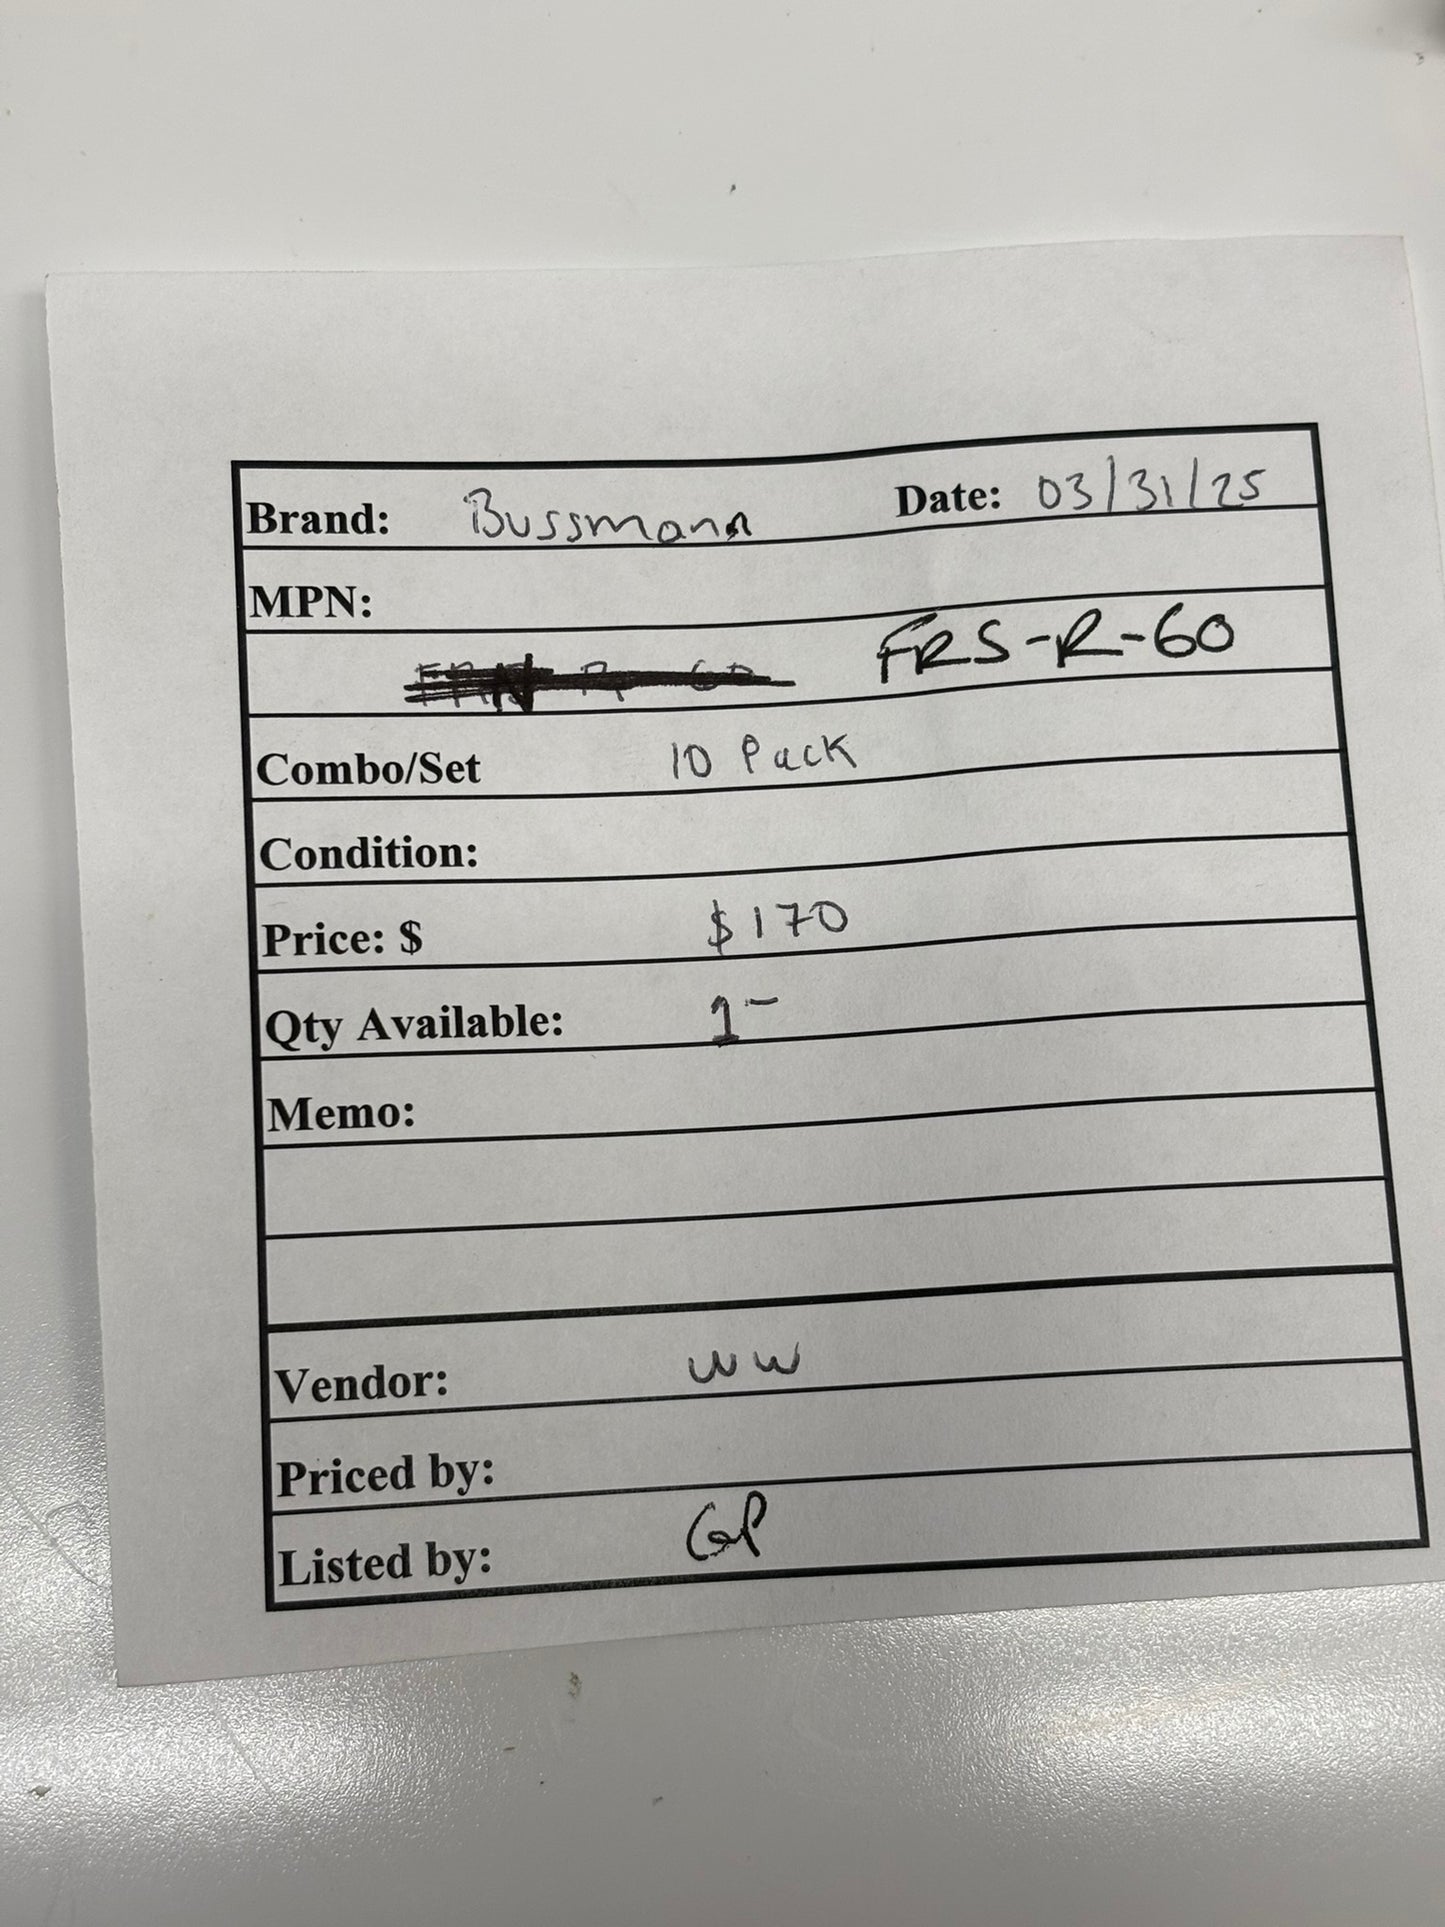 Brand: Bussmann Date: 03/31/25
MPN:
FRS-R-60
Combo/Set 10 Pack
Condition:
Price: $ $170
Qty Available: 1-
Memo:
Vendor: WW
Priced by:
Listed by: GP